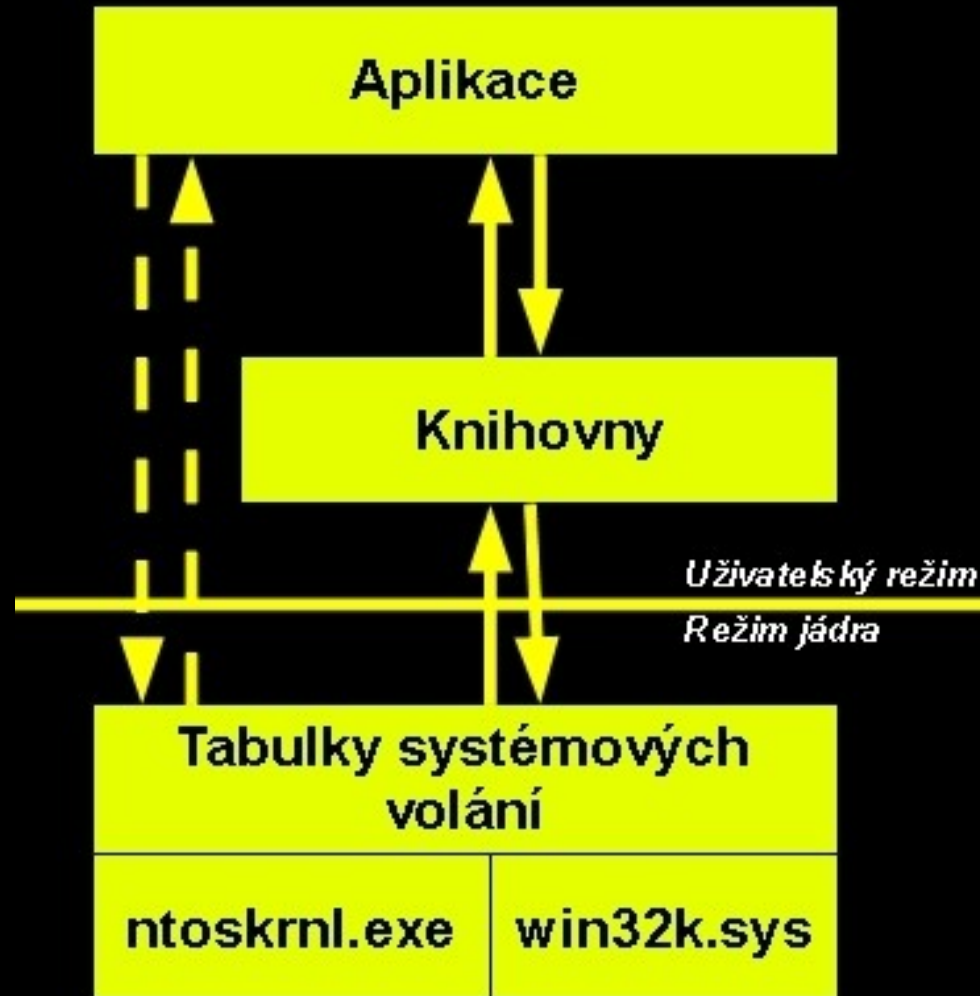 Aplikace
Knihovny
Uživatelský režim
Režim jádra
Tabulky systémových
volání
ntoskrnl.exe
win32k.sys